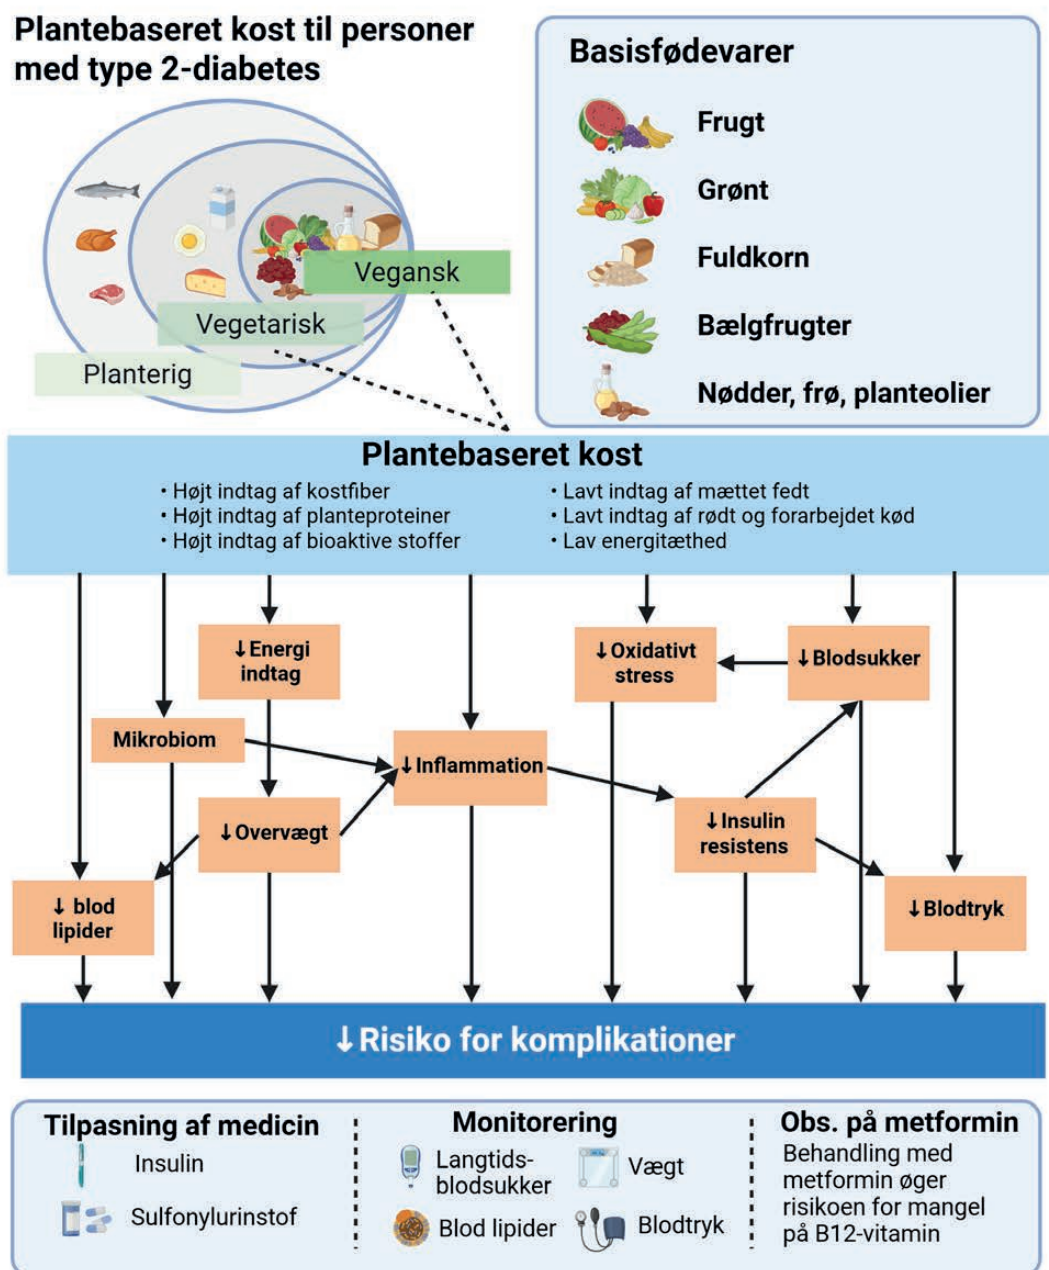 Plantebaseret kost til personer
med type 2-diabetes
Vegansk
Vegetarisk
Planterig
Basisfødevarer
Frugt
Grønt
Fuldkorn
Bælgfrugter
Nødder, frø, planteolier
Plantebaseret kost
• Højt indtag af kostfiber
• Højt indtag af planteproteiner
• Højt indtag af bioaktive stoffer
• Lavt indtag af mættet fedt
• Lavt indtag af rødt og forarbejdet kød
• Lav energitæthed
↓Energi
indtag
↓Oxidativt
stress
↓Blodsukker
Mikrobiom
↓Inflammation
↓Overvægt
↓Insulin
resistens
↓ blod
lipider
↓Blodtryk
↓Risiko for komplikationer
Tilpasning af medicin
Insulin
Sulfonylurinstof
Monitorering
Langtids-
blodsukker
Vægt
Blod lipider
Blodtryk
Obs. på metformin
Behandling med
metformin øger
risikoen for mangel
på B12-vitamin